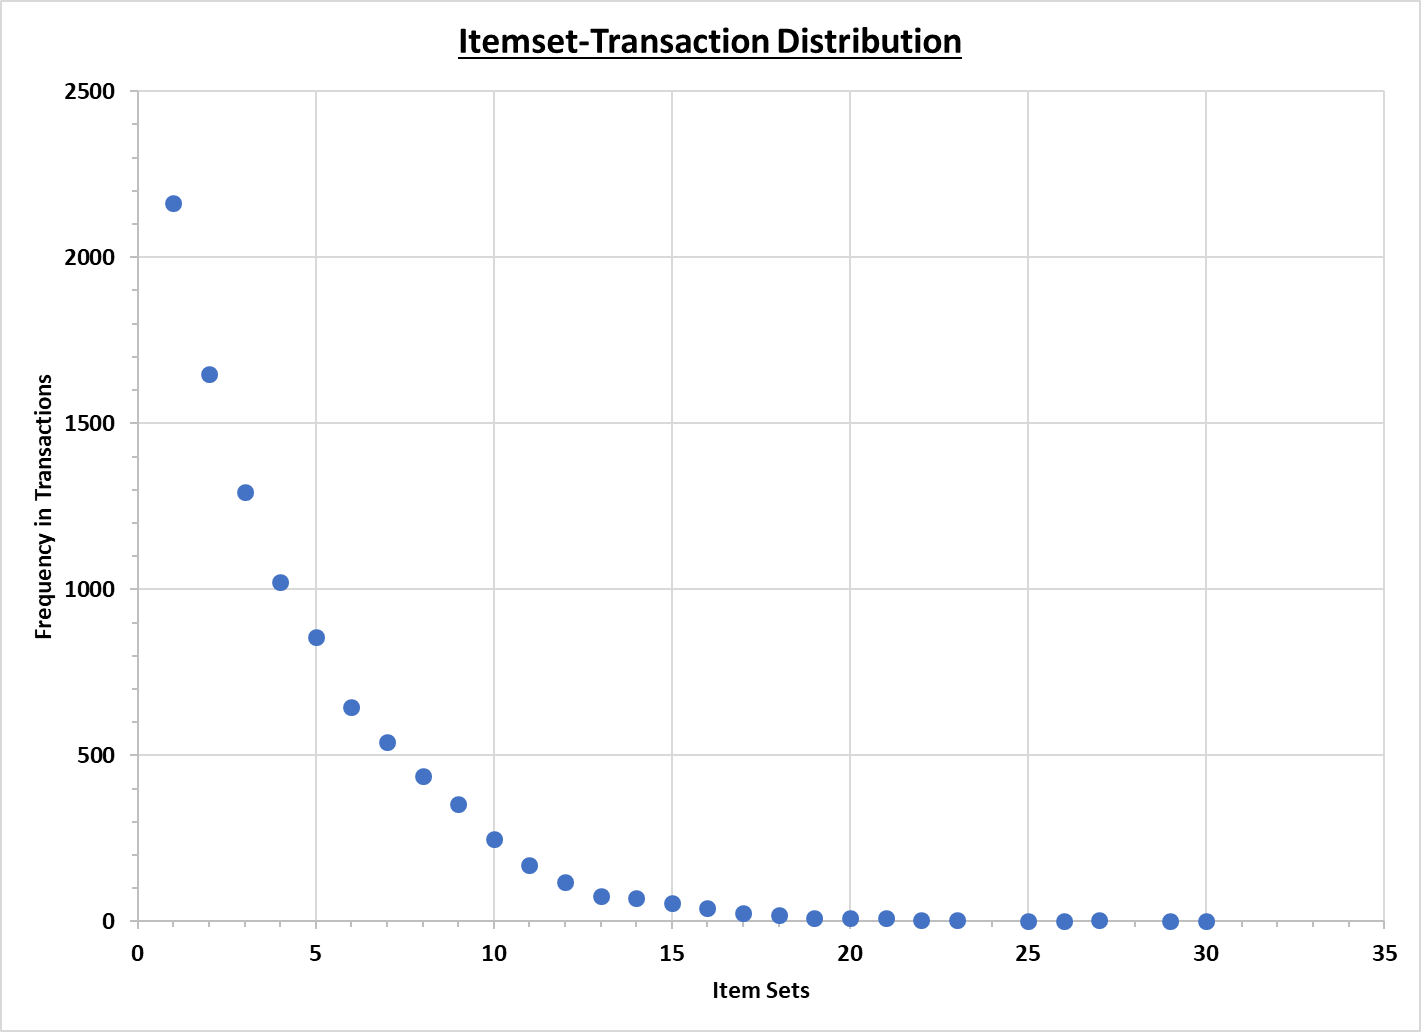 Itemset-Transaction Distribution
2500
2000
1500
1000
500
0
Frequency in Transactions
0 5 10 15 20 25 30 35
Item Sets